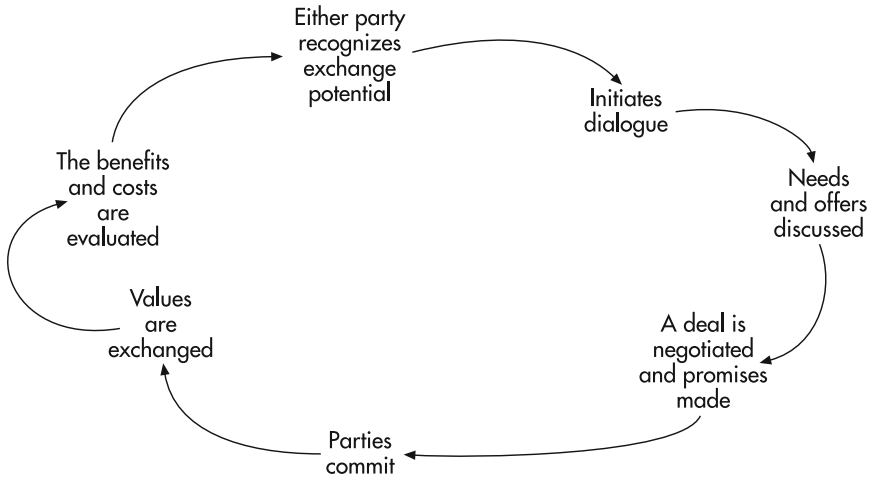 Either party
recognizes
exchange
potential
Initiates
dialogue
Needs
and offers
discussed
A deal is
negotiated
and promises
made
Parties
commit
Values
are
exchanged
The benefits
and costs
are
evaluated